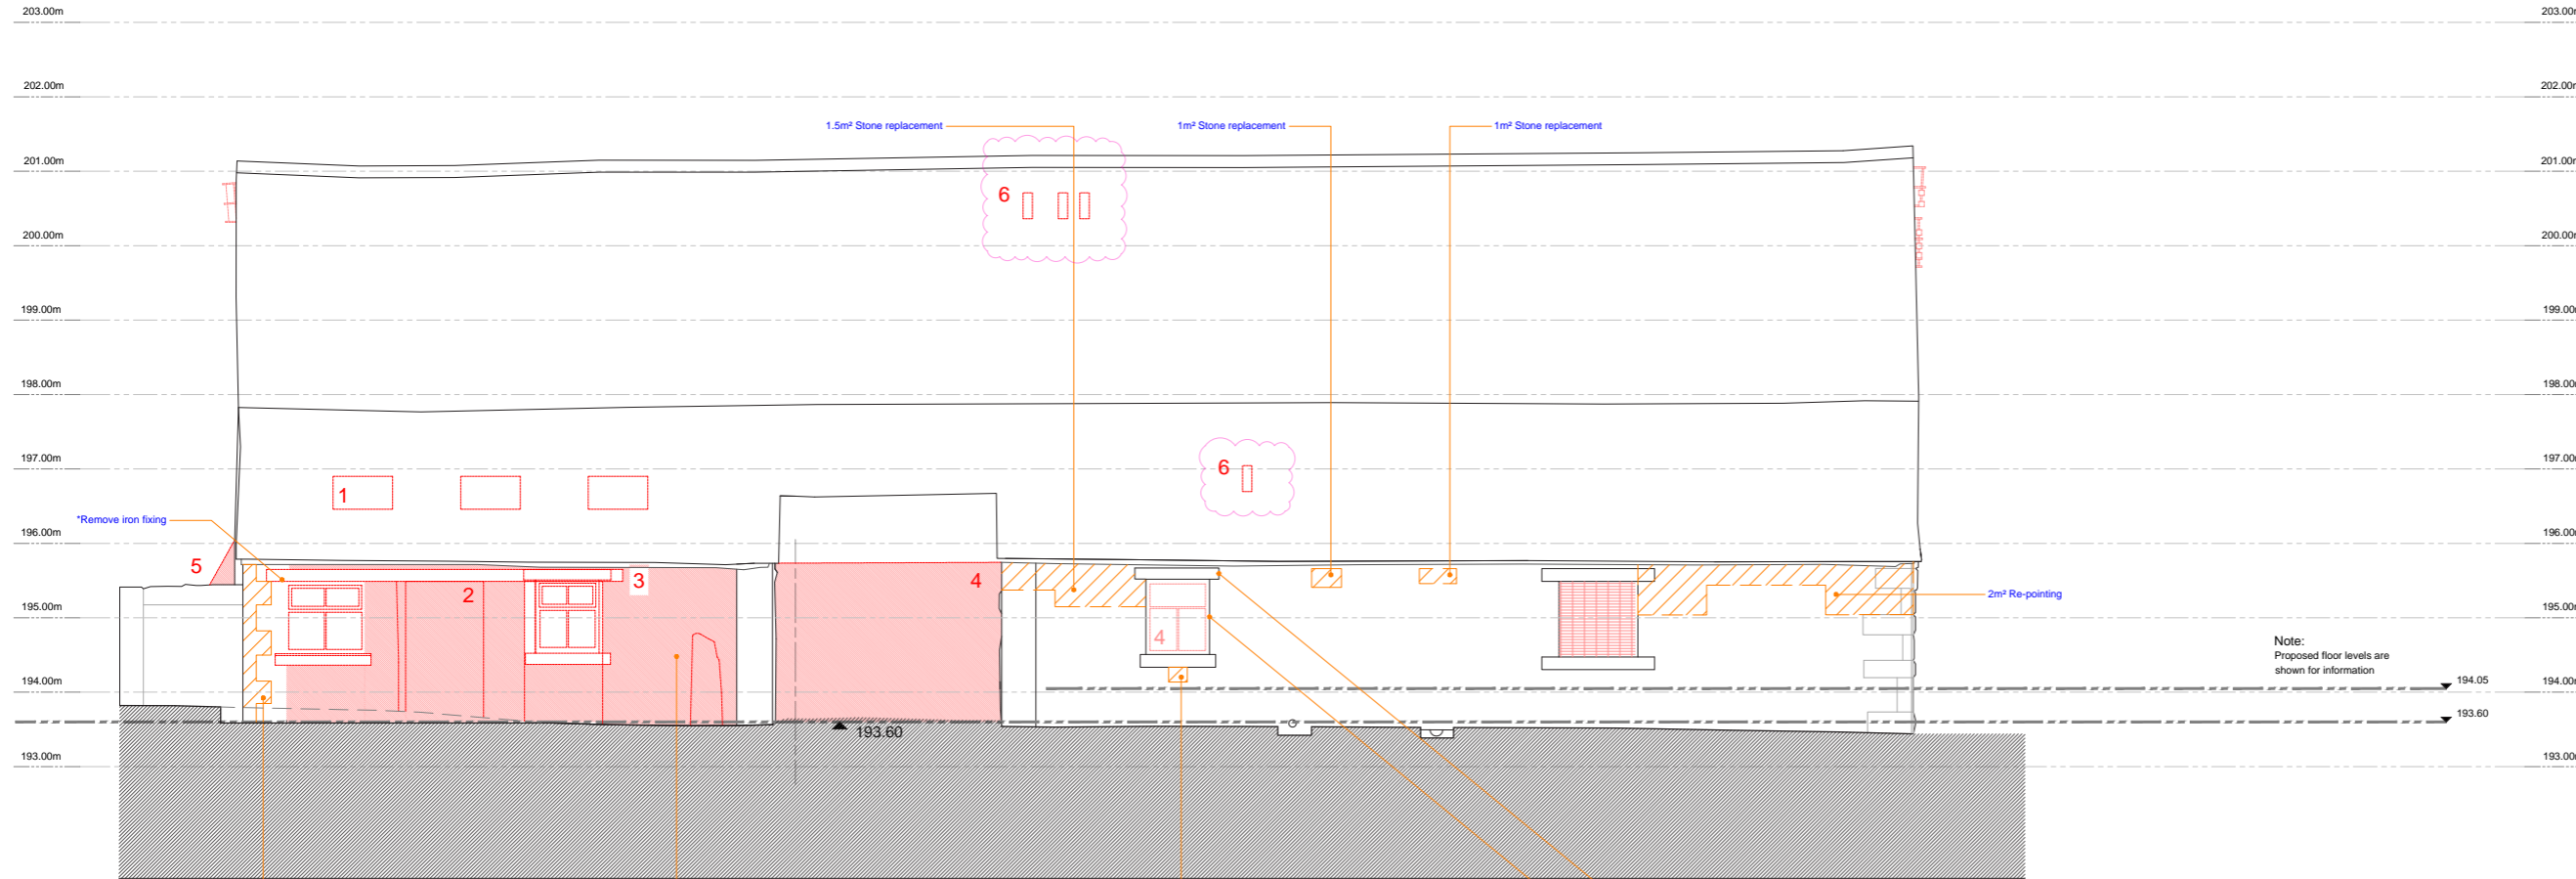 203.00m
203.00m
202.00m
202.00m
1.5m² Stone replacement
1m² Stone replacement
1m² Stone replacement
201.00m
201.00m
6
200.00m
200.00m
199.00m
199.00m
198.00m
198.00m
197.00m
197.00m
6
1
*Remove iron fixing
196.00m
196.00m
5
2
3
4
195.00m
195.00m
2m² Re-pointing
4
Note:
Proposed floor levels are
shown for information
194.00m
194.05
194.00m
193.60
193.60
193.00m
193.00m